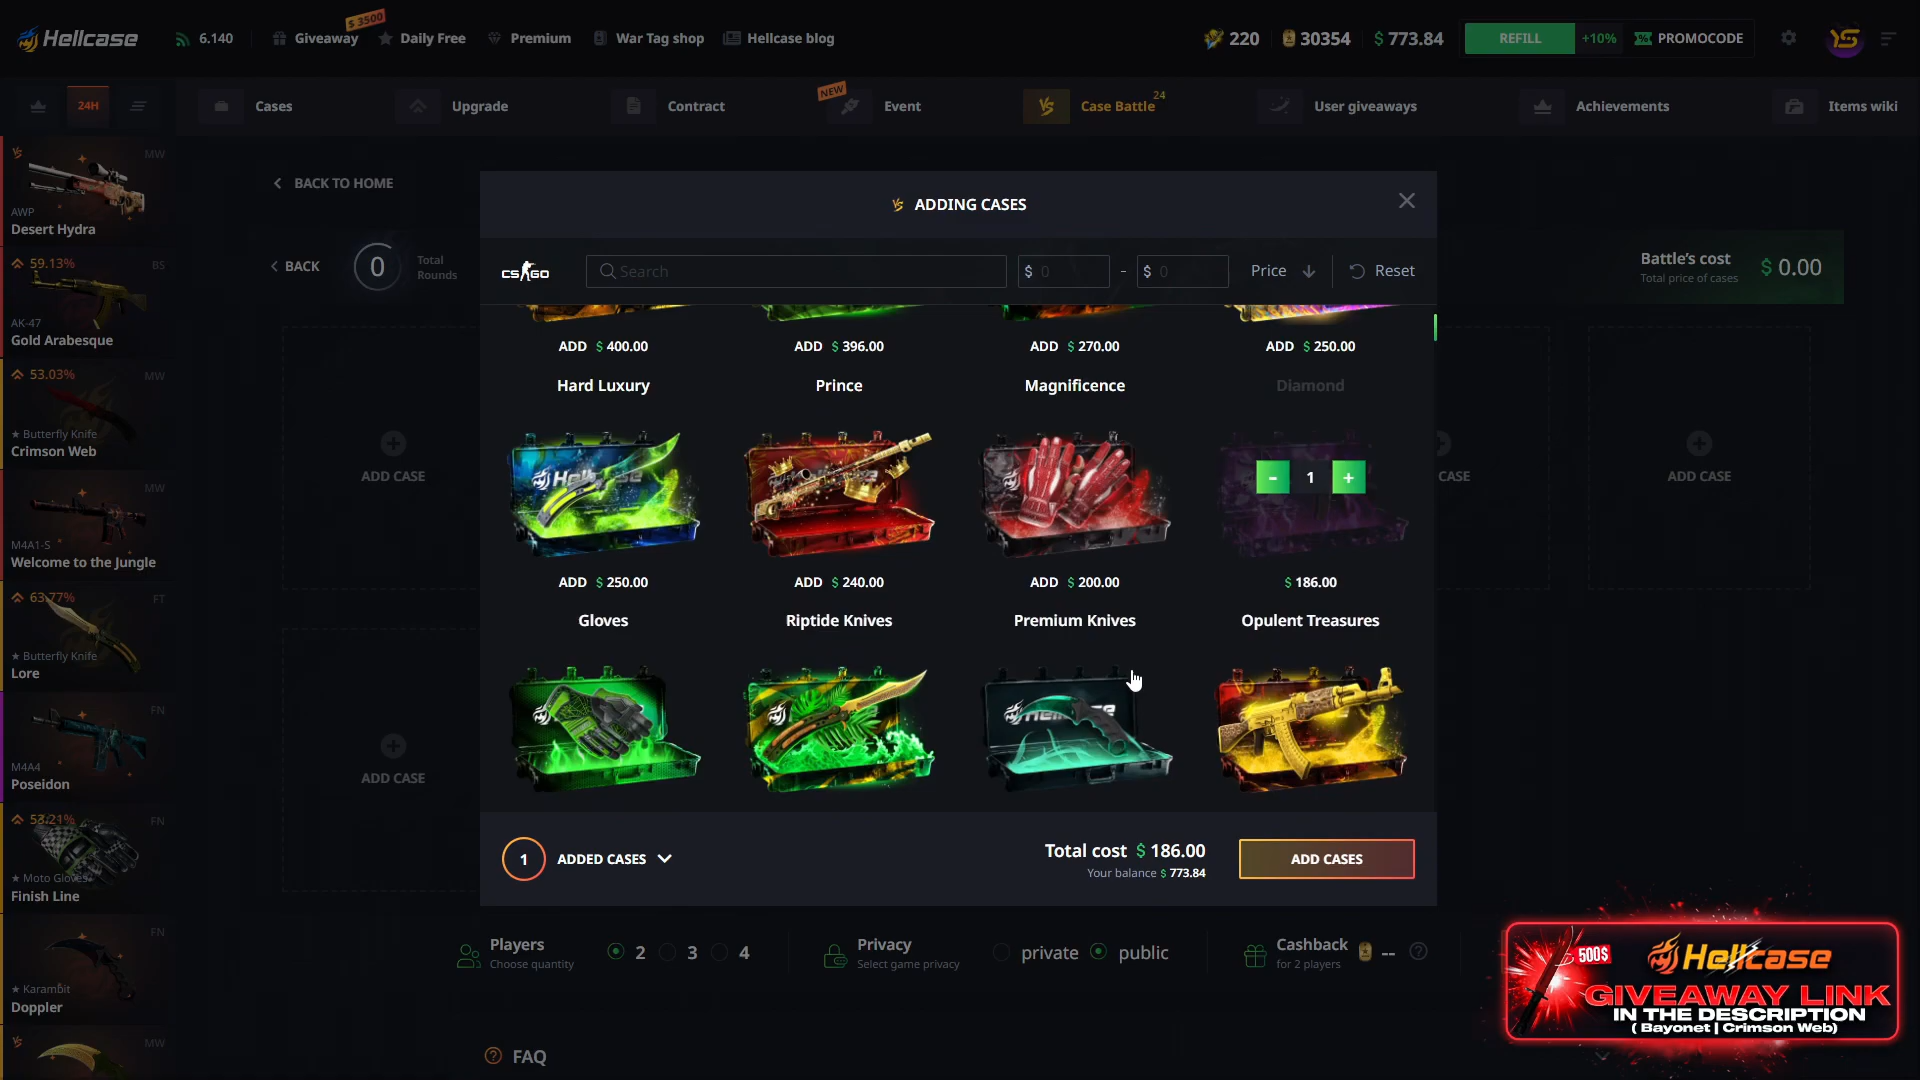 Hellcase
6.140
Giveaway
$ 3500
Daily Free
Premium
War Tag shop
Hellcase blog
220
30354
$ 773.84
REFILL
+10%
PROMOCODE
24H
Cases
Upgrade
Contract
NEW
Event
Case Battle
24
User giveaways
Achievements
Items wiki
MW
AWP
Desert Hydra
59.13%
BS
AK-47
Gold Arabesque
53.03%
MW
★ Butterfly Knife
Crimson Web
MW
M4A1-S
Welcome to the Jungle
63.77%
FT
★ Butterfly Knife
Lore
FN
M4A4
Poseidon
53.21%
FN
★ Moto Gloves
Finish Line
FN
★ Karambit
Doppler
MW
BACK TO HOME
BACK
0
Total
Rounds
Battle's cost
Total price of cases
$ 0.00
ADD CASE
ADD CASE
CASE
ADD CASE
ADDING CASES
CS GO
Search
$ 0
-
$ 0
Price
Reset
ADD $ 400.00
ADD $ 396.00
ADD $ 270.00
ADD $ 250.00
Hard Luxury
Prince
Magnificence
Diamond
- 1 +
ADD $ 250.00
ADD $ 240.00
ADD $ 200.00
$ 186.00
Gloves
Riptide Knives
Premium Knives
Opulent Treasures
1
ADDED CASES
Total cost $ 186.00
Your balance $ 773.84
ADD CASES
Players
Choose quantity
2
3
4
Privacy
Select game privacy
private
public
Cashback
for 2 players
--
?
FAQ
500$
Hellcase
GIVEAWAY LINK
IN THE DESCRIPTION
( Bayonet | Crimson Web)